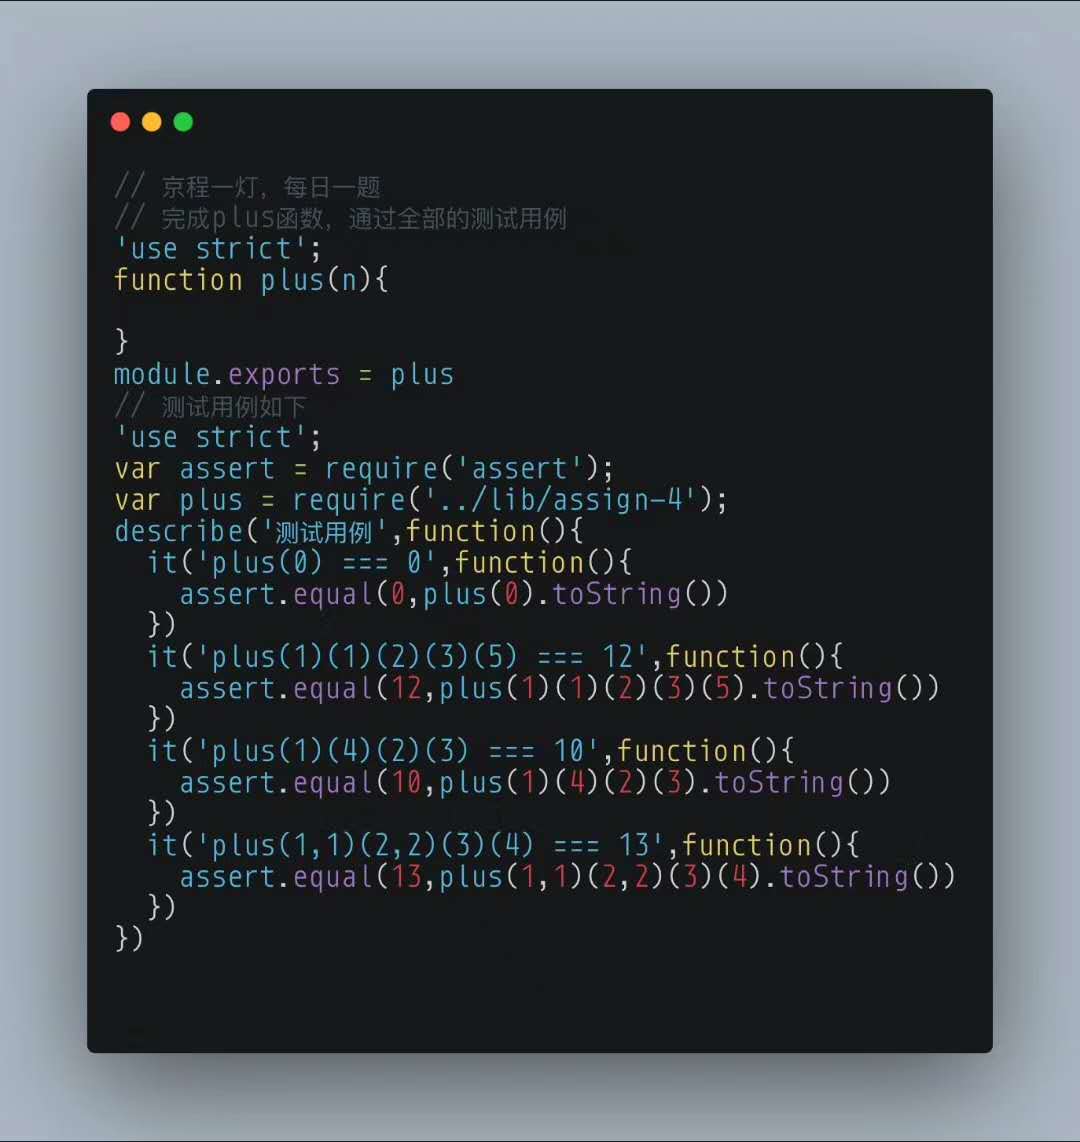 // 京程一灯，每日一题
// 完成plus函数，通过全部的测试用例
'use strict';
function plus(n){
}
module.exports = plus
// 测试用例如下
'use strict';
var assert = require('assert');
var plus = require('../lib/assign-4');
describe('测试用例',function(){
  it('plus(0) === 0',function(){
    assert.equal(0,plus(0).toString())
  })
  it('plus(1)(1)(2)(3)(5) === 12',function(){
    assert.equal(12,plus(1)(1)(2)(3)(5).toString())
  })
  it('plus(1)(4)(2)(3) === 10',function(){
    assert.equal(10,plus(1)(4)(2)(3).toString())
  })
  it('plus(1,1)(2,2)(3)(4) === 13',function(){
    assert.equal(13,plus(1,1)(2,2)(3)(4).toString())
  })
})